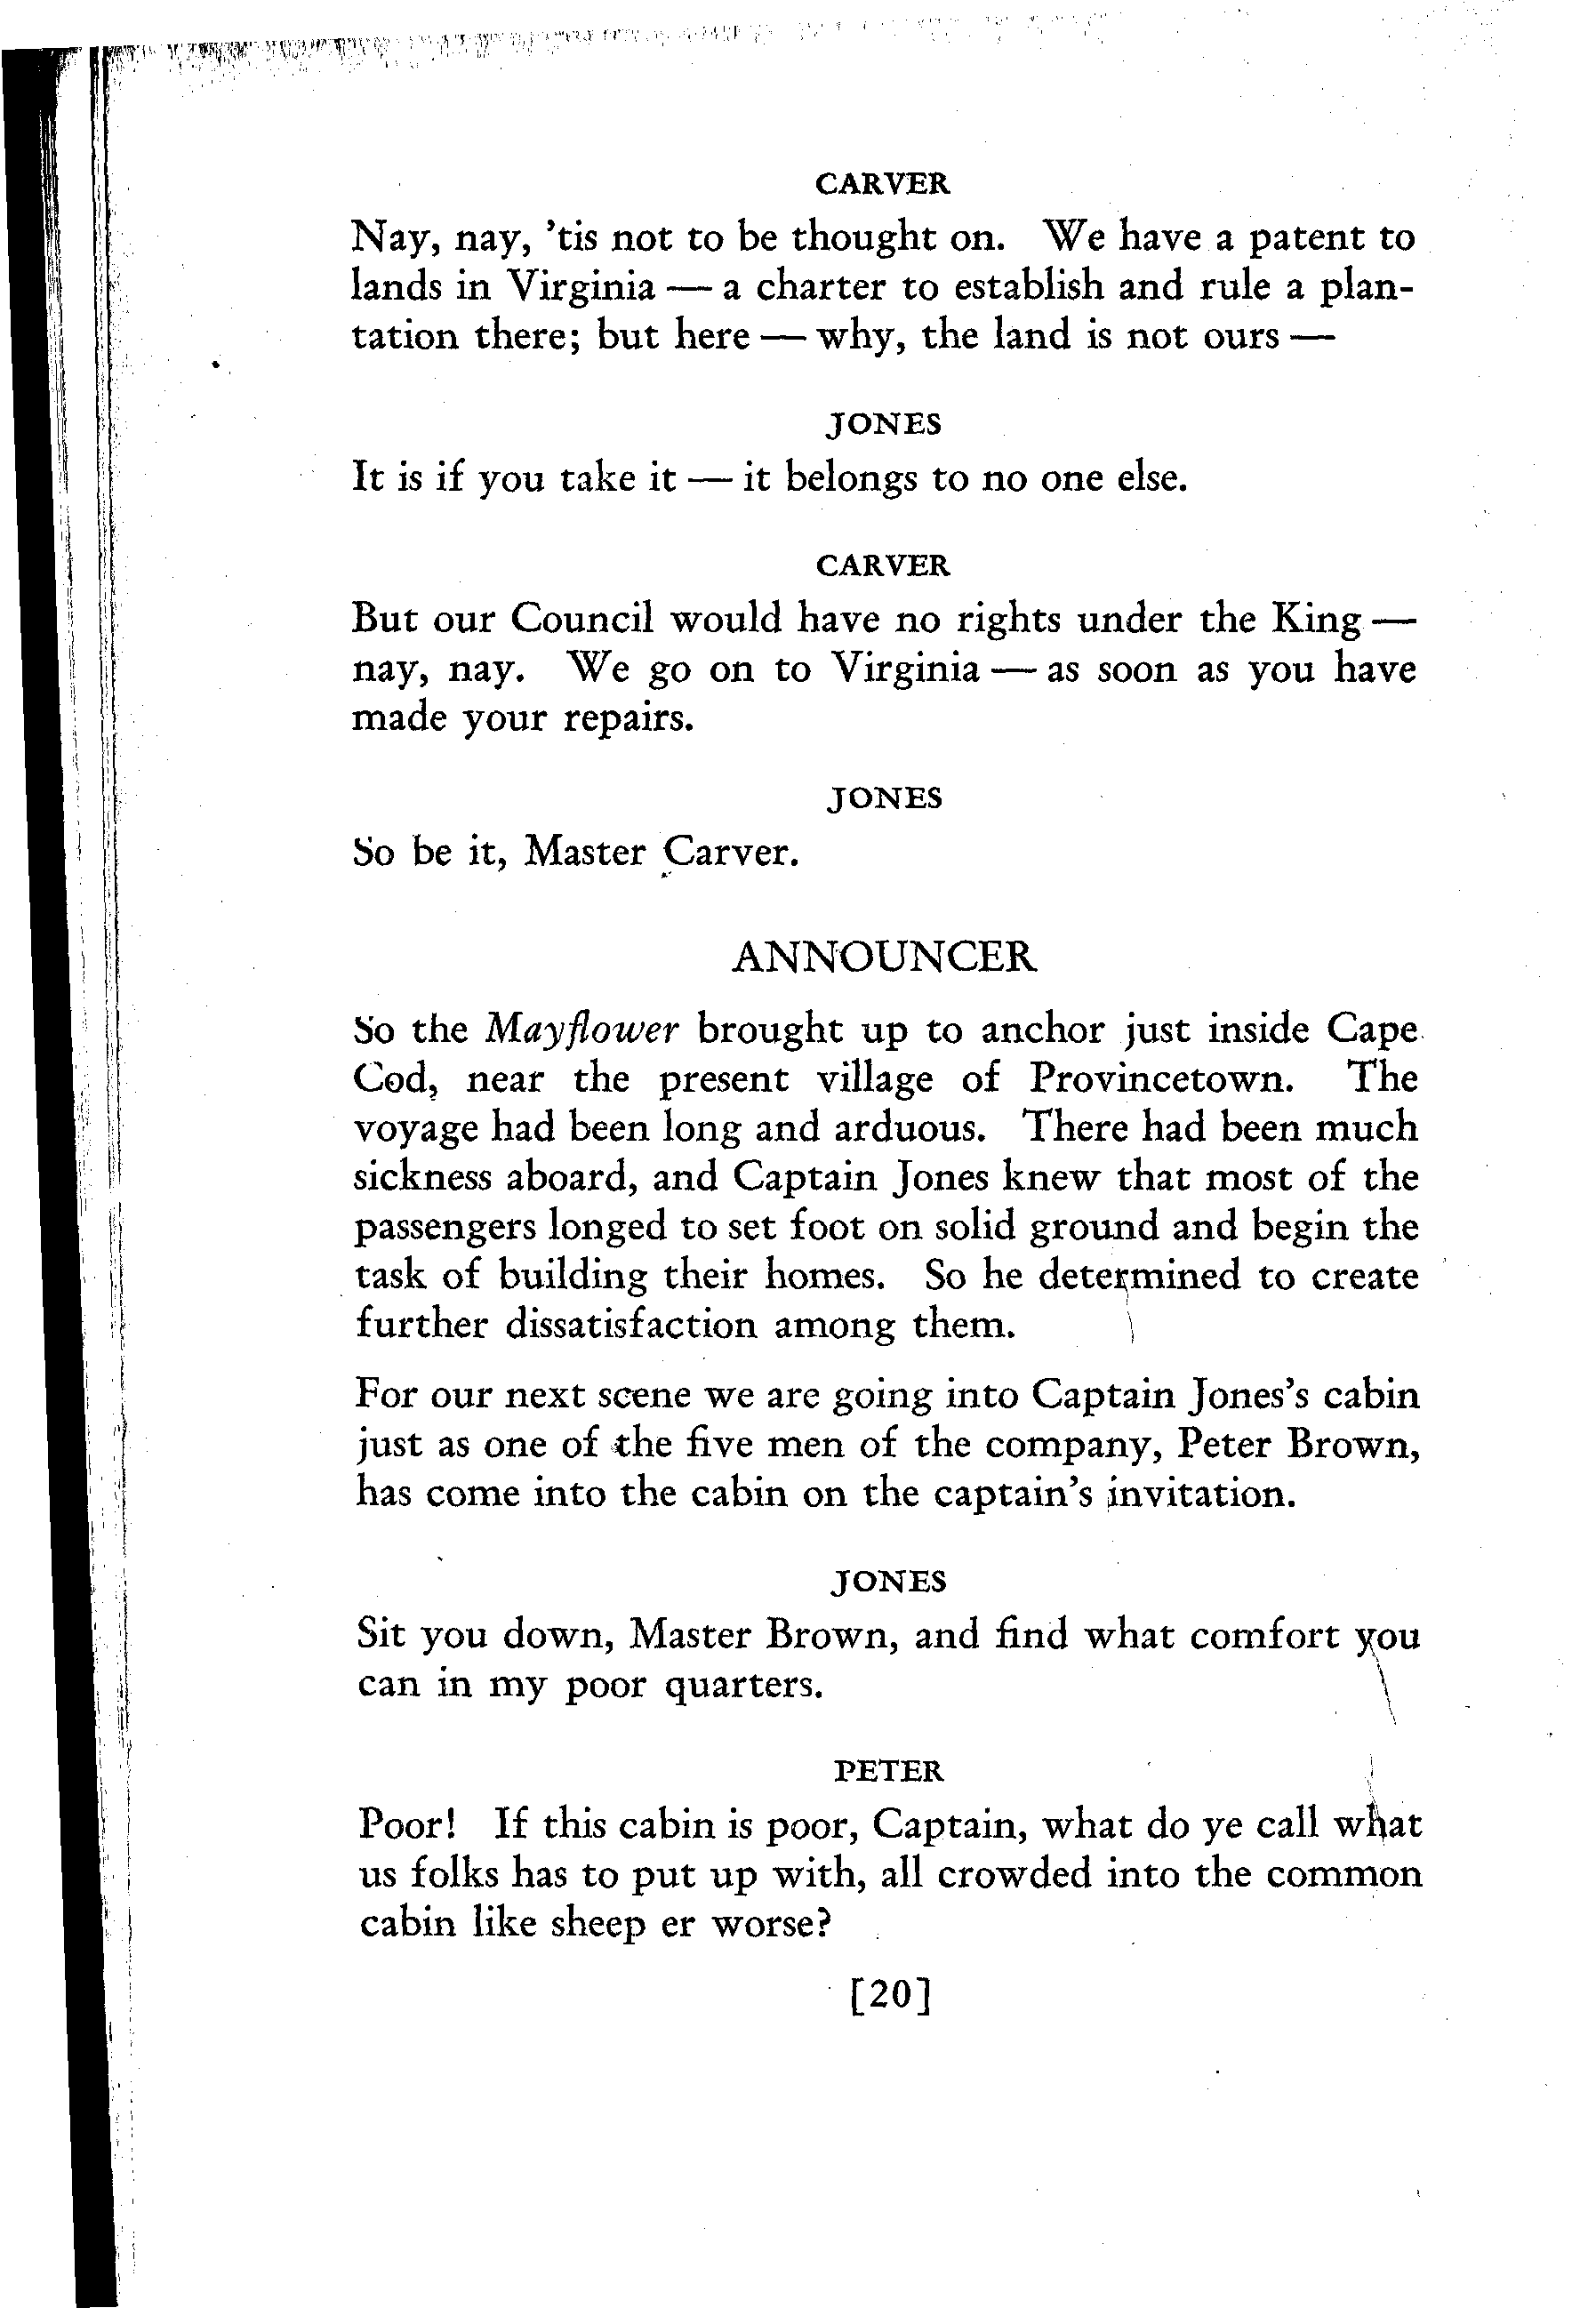 CARVER
Nay, nay, 'tis not to be thought on. We have a patent to
lands in Virginia — a charter to establish and rule a plan-
tation there; but here — why, the land is not ours —
JONES
It is if you take it — it belongs to no one else.
CARVER
But our Council would have no rights under the King —
nay, nay. We go on to Virginia — as soon as you have
made your repairs.
JONES
So be it, Master Carver.
ANNOUNCER
So the Mayflower brought up to anchor just inside Cape
Cod, near the present village of Provincetown. The
voyage had been long and arduous. There had been much
sickness aboard, and Captain Jones knew that most of the
passengers longed to set foot on solid ground and begin the
task of building their homes. So he determined to create
further dissatisfaction among them.
For our next scene we are going into Captain Jones's cabin
just as one of the five men of the company, Peter Brown,
has come into the cabin on the captain's invitation.
JONES
Sit you down, Master Brown, and find what comfort you
can in my poor quarters.
PETER
Poor! If this cabin is poor, Captain, what do ye call what
us folks has to put up with, all crowded into the common
cabin like sheep er worse?
[20]